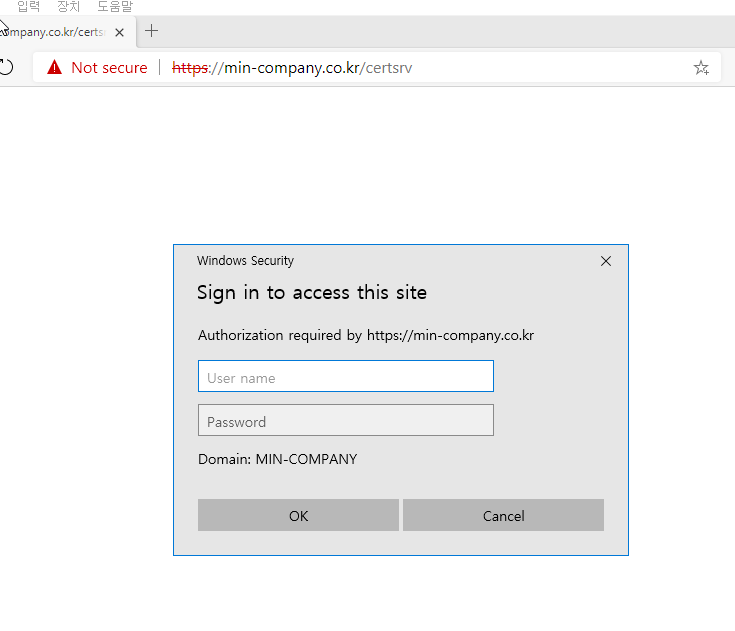 입력 장치 도움말
company.co.kr/certsr
Not secure | https://min-company.co.kr/certsrv
Windows Security
Sign in to access this site
Authorization required by https://min-company.co.kr
User name
Password
Domain: MIN-COMPANY
OK Cancel